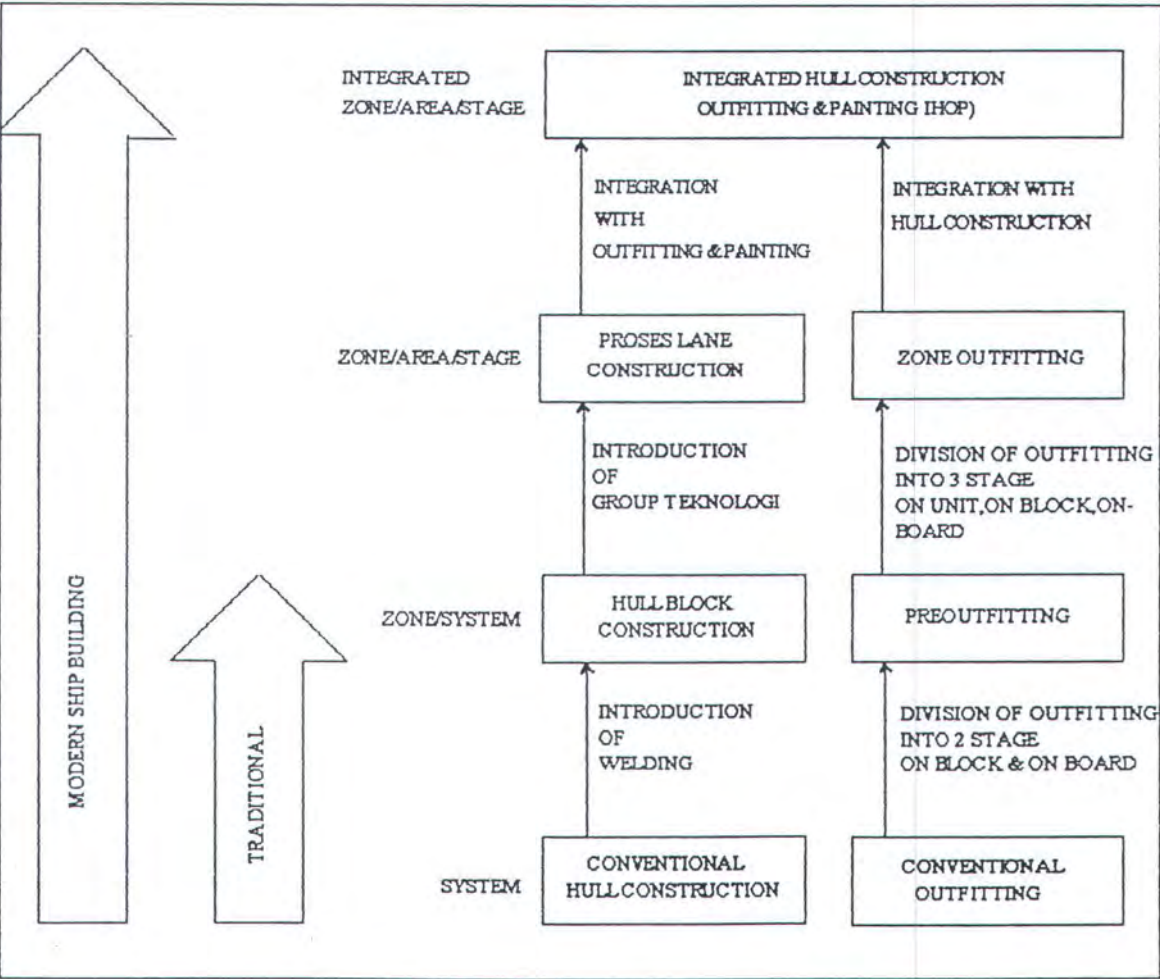 INTEGRATED
ZONE/AREA/STAGE
INTEGRATED HULL CONSTRUCTION
OUTFITTING & PAINTING IHOP)
INTEGRATION
WITH
OUTFITTING & PAINTING
INTEGRATION WITH
HULL CONSTRUCTION
ZONE/AREA/STAGE
PROSES LANE
CONSTRUCTION
ZONE OUTFITTING
INTRODUCTION
OF
GROUP TEKNOLOGI
DIVISION OF OUTFITTING
INTO 3 STAGE
ON UNIT, ON BLOCK, ON-
BOARD
ZONE/SYSTEM
HULL BLOCK
CONSTRUCTION
PREOUTFITTING
INTRODUCTION
OF
WELDING
DIVISION OF OUTFITTING
INTO 2 STAGE
ON BLOCK & ON BOARD
SYSTEM
CONVENTIONAL
HULL CONSTRUCTION
CONVENTIONAL
OUTFITTING
MODERN SHIP BUILDING
TRADITIONAL